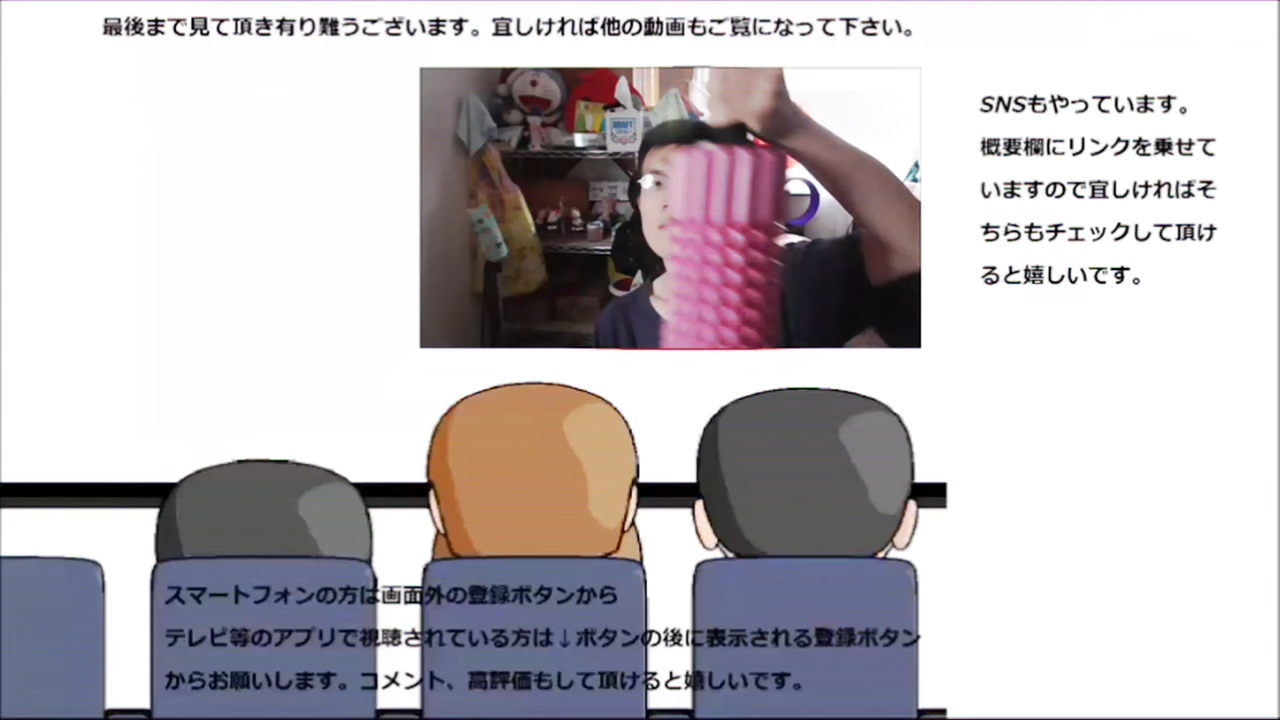 最後まで見て頂き有り難うございます。宜しければ他の動画もご覧になって下さい。
SNSもやっています。
概要欄にリンクを乗せて
いますので宜しければそ
ちらもチェックして頂け
ると嬉しいです。
スマートフォンの方は画面外の登録ボタンから
テレビ等のアプリで視聴されている方は↓ボタンの後に表示される登録ボタン
からお願いします。コメント、高評価もして頂けると嬉しいです。